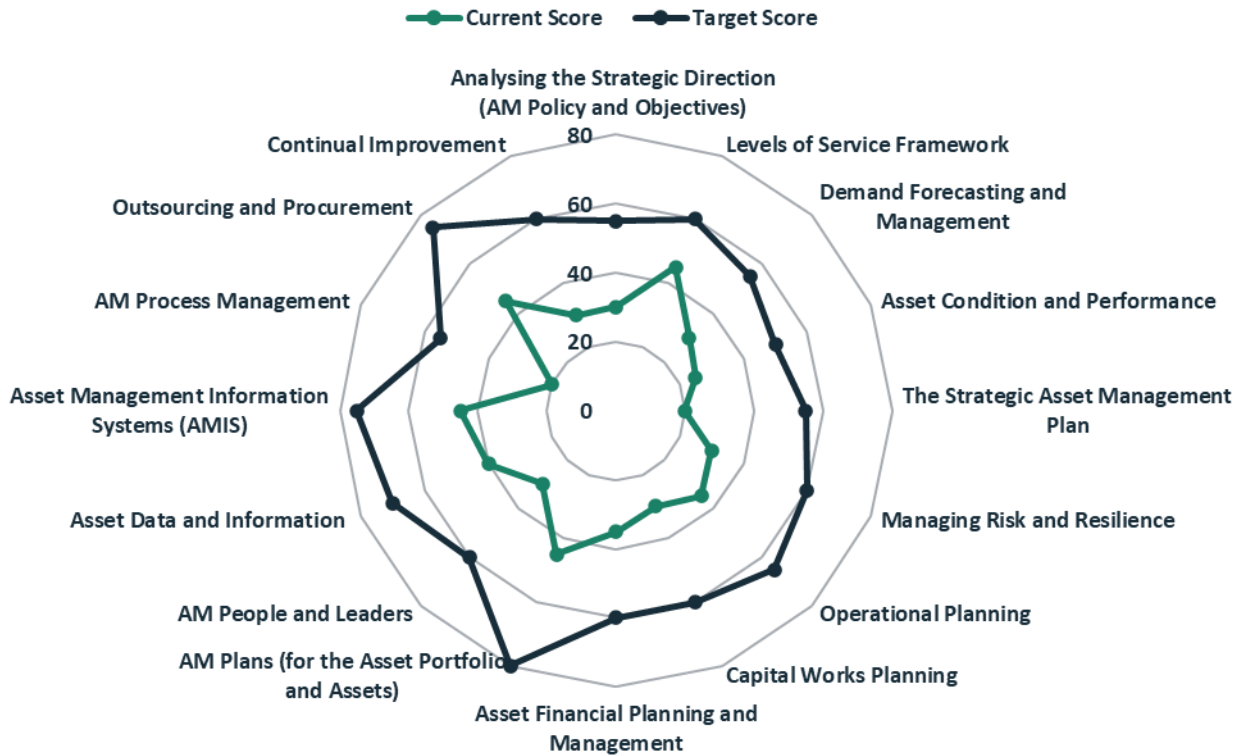 Current Score
Target Score
Analysing the Strategic Direction
(AM Policy and Objectives)
80
Levels of Service Framework
Continual Improvement
Demand Forecasting and
Management
Outsourcing and Procurement
60
Asset Condition and Performance
AM Process Management
40
20
The Strategic Asset Management
Plan
Asset Management Information
Systems (AMIS)
0
Managing Risk and Resilience
Asset Data and Information
Operational Planning
AM People and Leaders
AM Plans (for the Asset Portfolio
and Assets)
Capital Works Planning
Asset Financial Planning and
Management